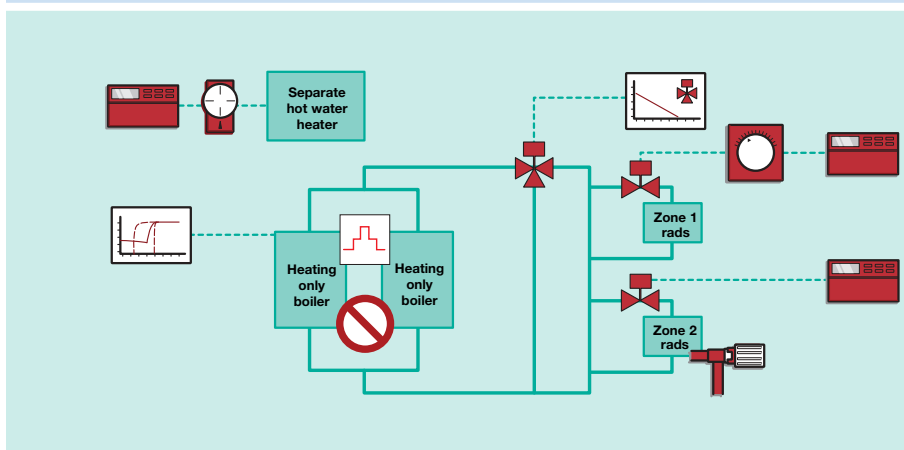 Separate
hot water
heater
Heating
only
boiler
Heating
only
boiler
Zone 1
rads
Zone 2
rads